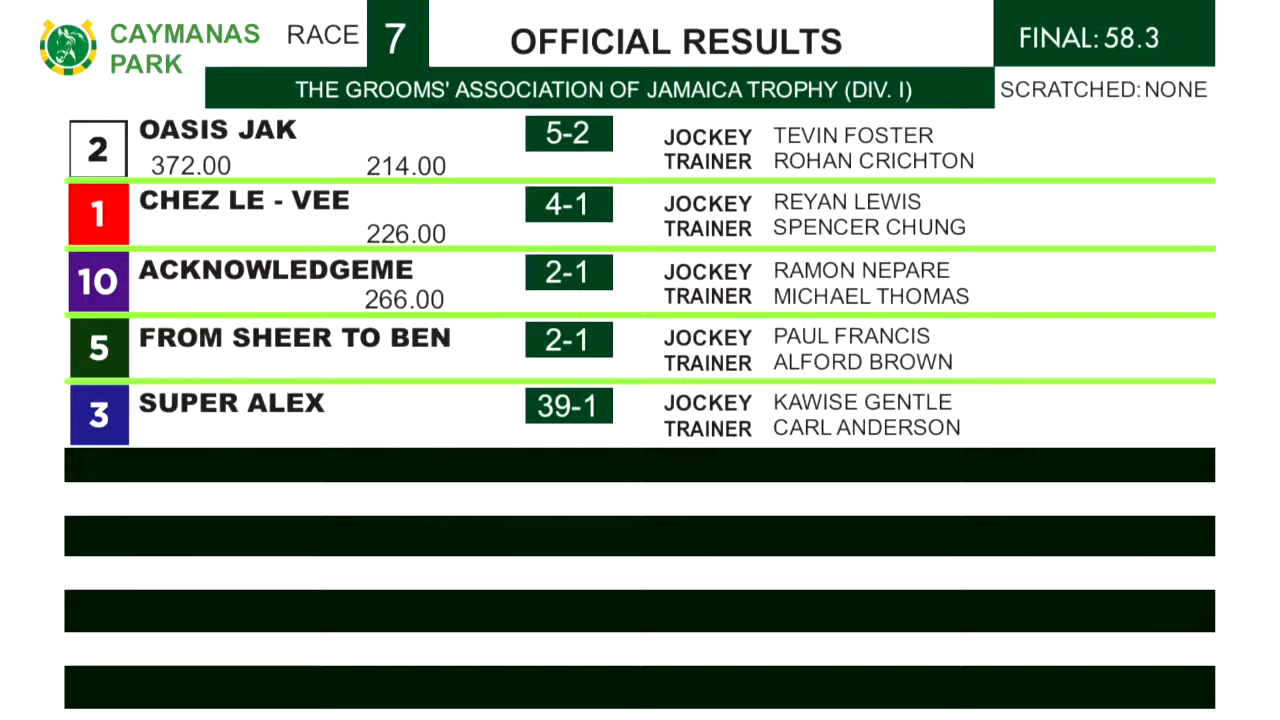 CAYMANAS PARK
RACE 7
OFFICIAL RESULTS
FINAL: 58.3
THE GROOMS' ASSOCIATION OF JAMAICA TROPHY (DIV. I)
SCRATCHED: NONE
2 OASIS JAK 5-2 JOCKEY TEVIN FOSTER
372.00 214.00 TRAINER ROHAN CRICHTON
1 CHEZ LE - VEE 4-1 JOCKEY REYAN LEWIS
226.00 TRAINER SPENCER CHUNG
10 ACKNOWLEDGEME 2-1 JOCKEY RAMON NEPARE
266.00 TRAINER MICHAEL THOMAS
5 FROM SHEER TO BEN 2-1 JOCKEY PAUL FRANCIS
TRAINER ALFORD BROWN
3 SUPER ALEX 39-1 JOCKEY KAWISE GENTLE
TRAINER CARL ANDERSON